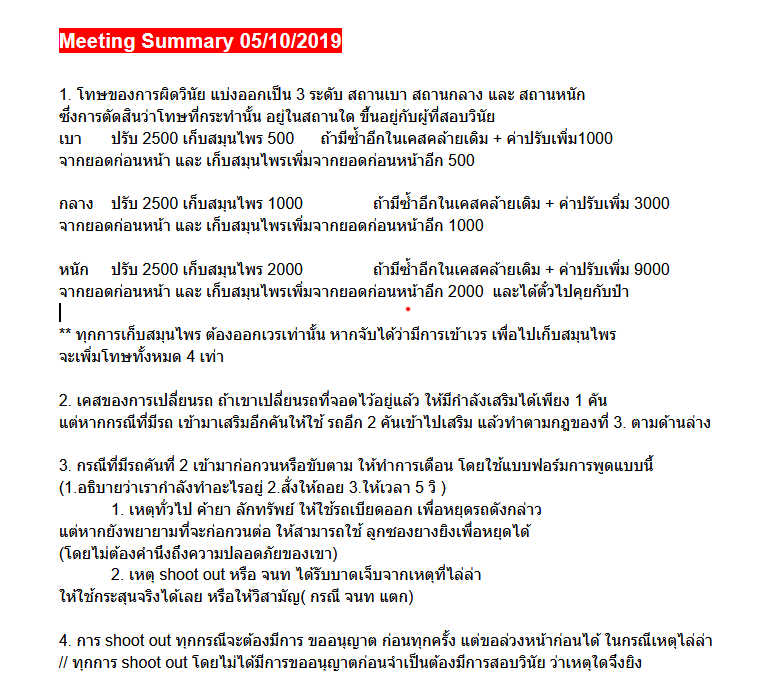 Meeting Summary 05/10/2019
1. โทษของการผิดวินัย แบ่งออกเป็น 3 ระดับ สถานเบา สถานกลาง และ สถานหนัก
ซึ่งการตัดสินว่าโทษที่กระทำนั้น อยู่ในสถานใด ขึ้นอยู่กับผู้ที่สอบวินัย
เบา ปรับ 2500 เก็บสมุนไพร 500 ถ้ามีซ้ำอีกในเคสคล้ายเดิม + ค่าปรับเพิ่ม1000
จากยอดก่อนหน้า และ เก็บสมุนไพรเพิ่มจากยอดก่อนหน้าอีก 500
กลาง ปรับ 2500 เก็บสมุนไพร 1000 ถ้ามีซ้ำอีกในเคสคล้ายเดิม + ค่าปรับเพิ่ม 3000
จากยอดก่อนหน้า และ เก็บสมุนไพรเพิ่มจากยอดก่อนหน้าอีก 1000
หนัก ปรับ 2500 เก็บสมุนไพร 2000 ถ้ามีซ้ำอีกในเคสคล้ายเดิม + ค่าปรับเพิ่ม 9000
จากยอดก่อนหน้า และ เก็บสมุนไพรเพิ่มจากยอดก่อนหน้าอีก 2000 และได้ตั๋วไปคุยกับป๋า
** ทุกการเก็บสมุนไพร ต้องออกเวรเท่านั้น หากจับได้ว่ามีการเข้าเวร เพื่อไปเก็บสมุนไพร
จะเพิ่มโทษทั้งหมด 4 เท่า
2. เคสของการเปลี่ยนรถ ถ้าเขาเปลี่ยนรถที่จอดไว้อยู่แล้ว ให้มีกำลังเสริมได้เพียง 1 คัน
แต่หากกรณีที่มีรถ เข้ามาเสริมอีกคันให้ใช้ รถอีก 2 คันเข้าไปเสริม แล้วทำตามกฎของที่ 3. ตามด้านล่าง
3. กรณีที่มีรถคันที่ 2 เข้ามาก่อกวนหรือขับตาม ให้ทำการเตือน โดยใช้แบบฟอร์มการพูดแบบนี้
(1.อธิบายว่าเรากำลังทำอะไรอยู่ 2.สั่งให้ถอย 3.ให้เวลา 5 วิ )
1. เหตุทั่วไป ค้ายา ลักทรัพย์ ให้ใช้รถเบียดออก เพื่อหยุดรถดังกล่าว
แต่หากยังพยายามที่จะก่อกวนต่อ ให้สามารถใช้ ลูกซองยางยิงเพื่อหยุดได้
(โดยไม่ต้องคำนึงถึงความปลอดภัยของเขา)
2. เหตุ shoot out หรือ จนท ได้รับบาดเจ็บจากเหตุที่ไล่ล่า
ให้ใช้กระสุนจริงได้เลย หรือให้วิสามัญ( กรณี จนท แตก)
4. การ shoot out ทุกกรณีจะต้องมีการ ขออนุญาต ก่อนทุกครั้ง แต่ขอล่วงหน้าก่อนได้ ในกรณีเหตุไล่ล่า
// ทุกการ shoot out โดยไม่ได้มีการขออนุญาตก่อนจำเป็นต้องมีการสอบวินัย ว่าเหตุใดจึงยิง